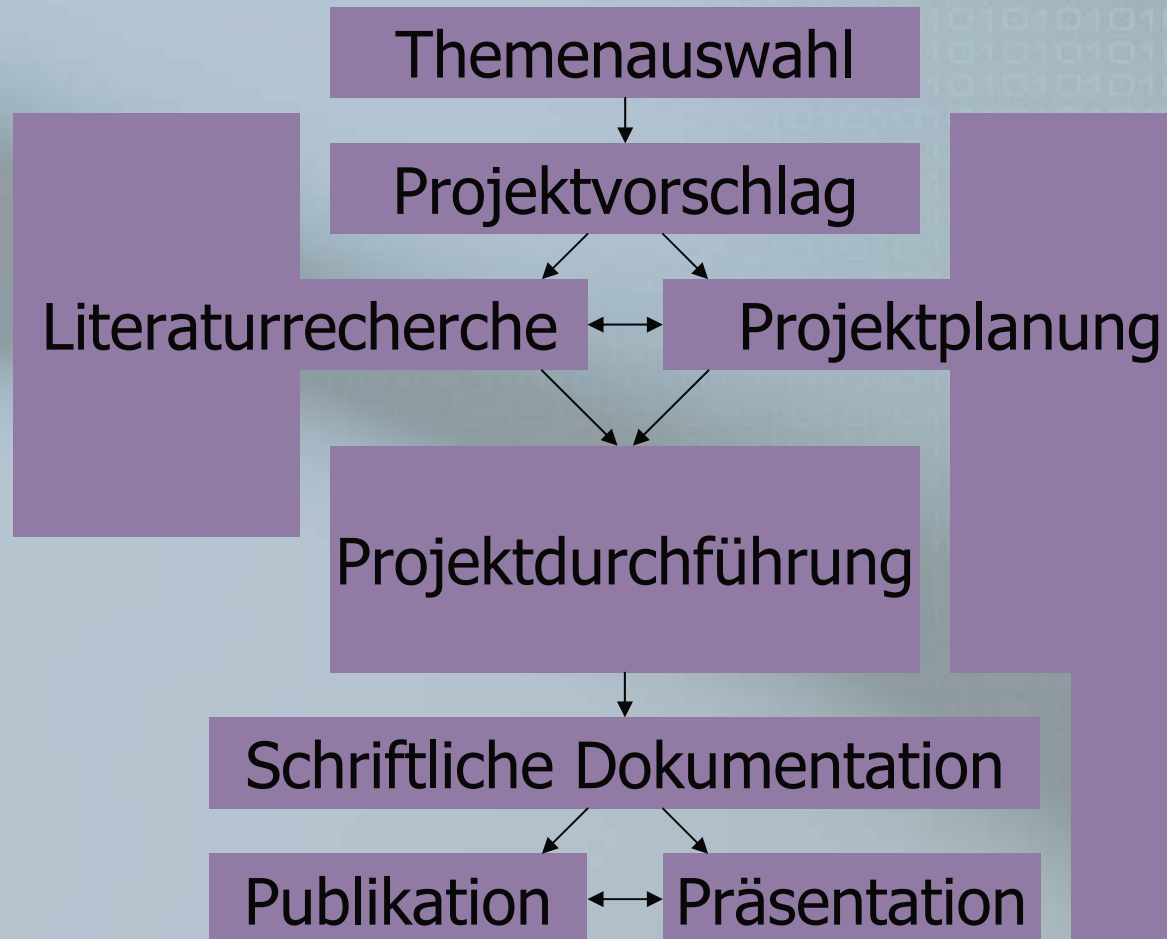 Themenauswahl
Projektvorschlag
Literaturrecherche
Projektplanung
Projektdurchführung
Schriftliche Dokumentation
Publikation
Präsentation